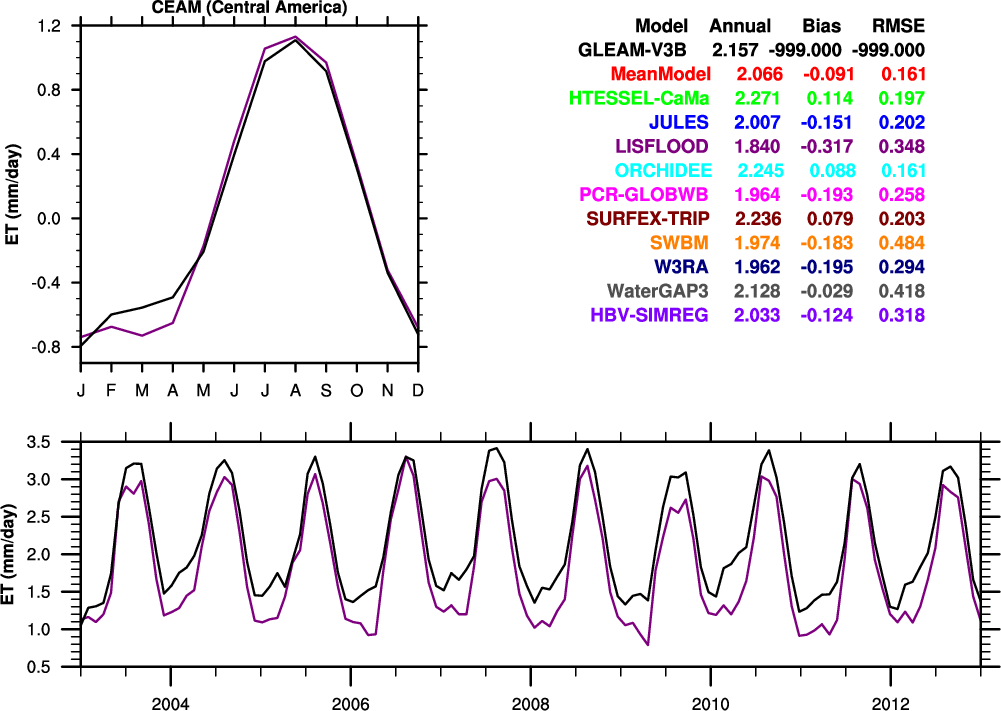 CEAM (Central America)
1.2
0.8
0.4
0.0
-0.4
-0.8
ET (mm/day)
J F M A M J J A S O N D
Model Annual Bias RMSE
GLEAM-V3B 2.157 -999.000 -999.000
MeanModel 2.066 -0.091 0.161
HTESSEL-CaMa 2.271 0.114 0.197
JULES 2.007 -0.151 0.202
LISFLOOD 1.840 -0.317 0.348
ORCHIDEE 2.245 0.088 0.161
PCR-GLOBWB 1.964 -0.193 0.258
SURFEX-TRIP 2.236 0.079 0.203
SWBM 1.974 -0.183 0.484
W3RA 1.962 -0.195 0.294
WaterGAP3 2.128 -0.029 0.418
HBV-SIMREG 2.033 -0.124 0.318
3.5
3.0
2.5
2.0
1.5
1.0
0.5
ET (mm/day)
2004 2006 2008 2010 2012